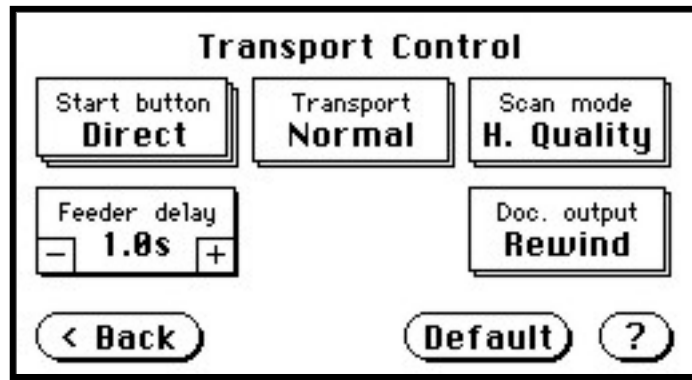 Transport Control
Start button
Direct
Transport
Normal
Scan mode
H. Quality
Feeder delay
− 1.0s +
Doc. output
Rewind
< Back
Default
?